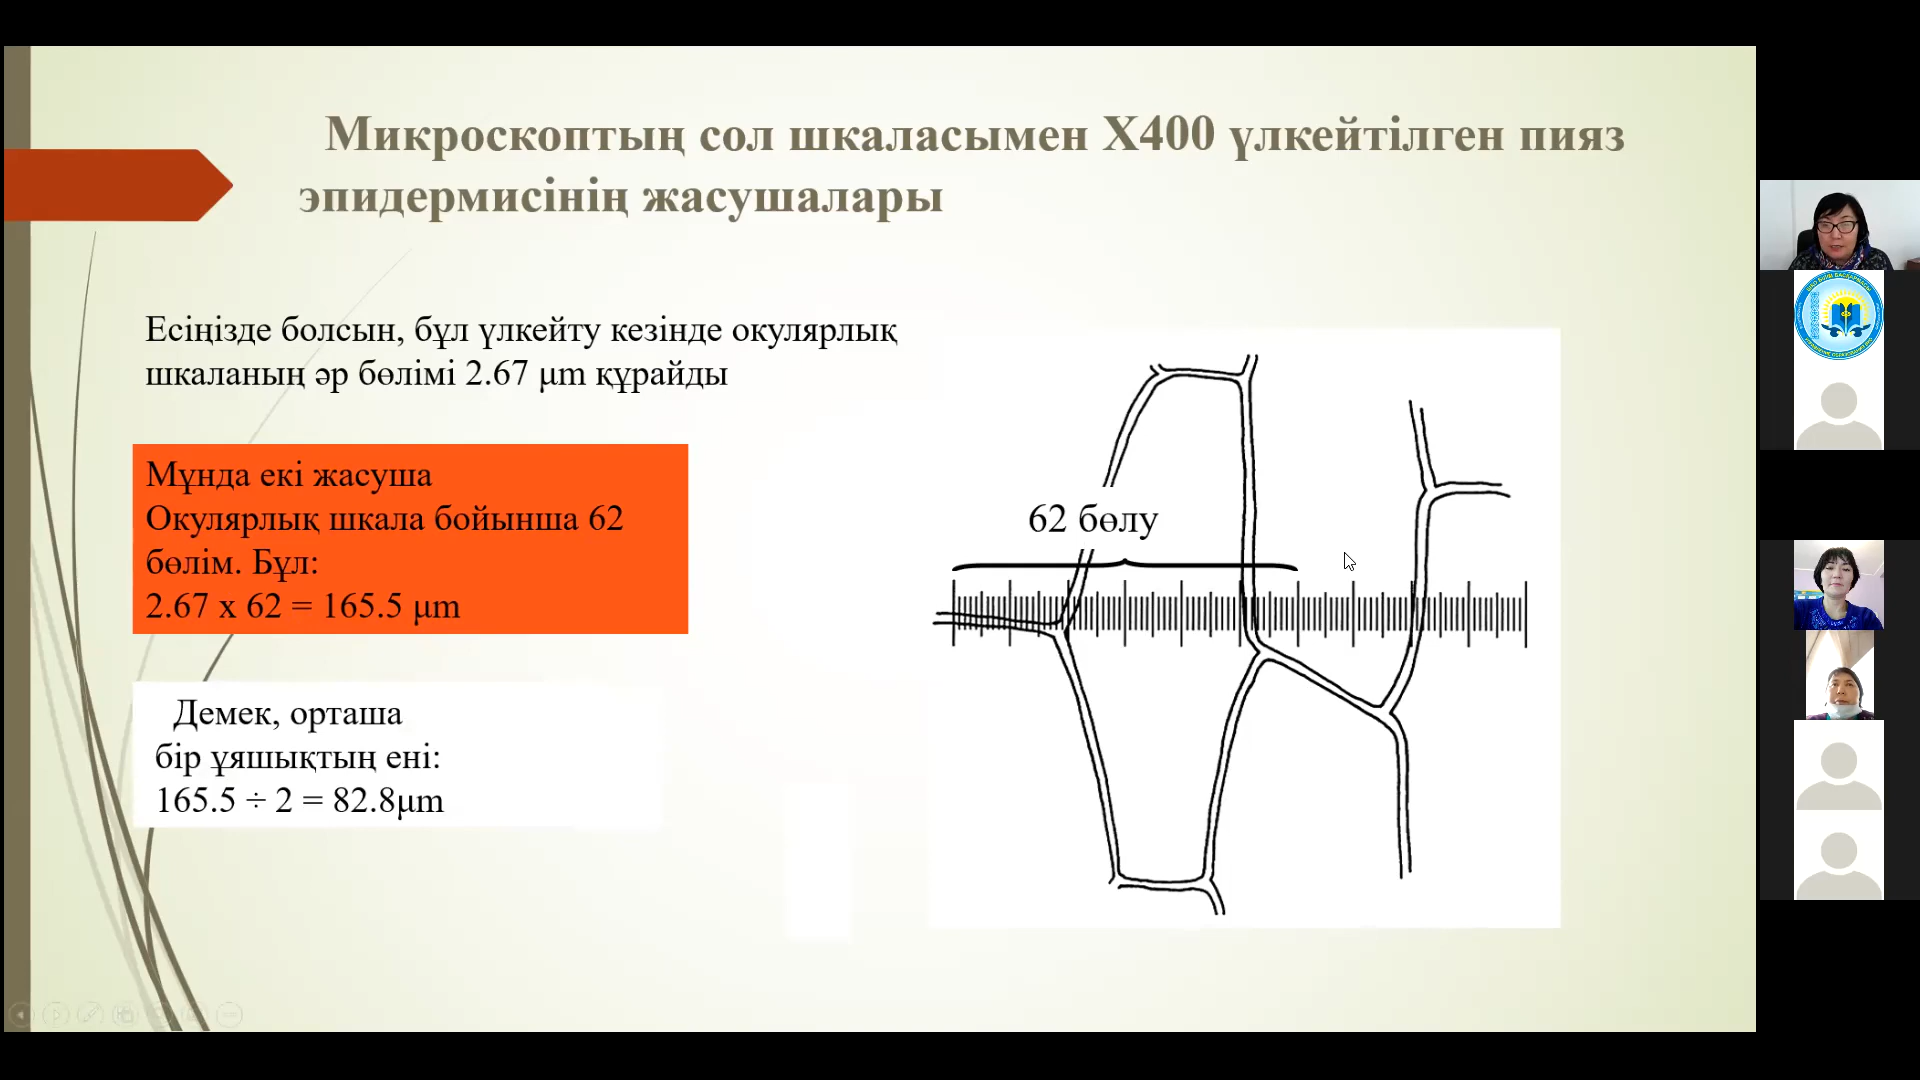 Микроскоптың сол шкаласымен X400 үлкейтілген пияз
эпидермисінің жасушалары
Есіңізде болсын, бұл үлкейту кезінде окулярлық
шкаланың әр бөлімі 2.67 μm құрайды
Мұнда екі жасуша
Окулярлық шкала бойынша 62
бөлім. Бұл:
2.67 x 62 = 165.5 μm
Демек, орташа
бір ұяшықтың ені:
165.5 ÷ 2 = 82.8μm
62 бөлу